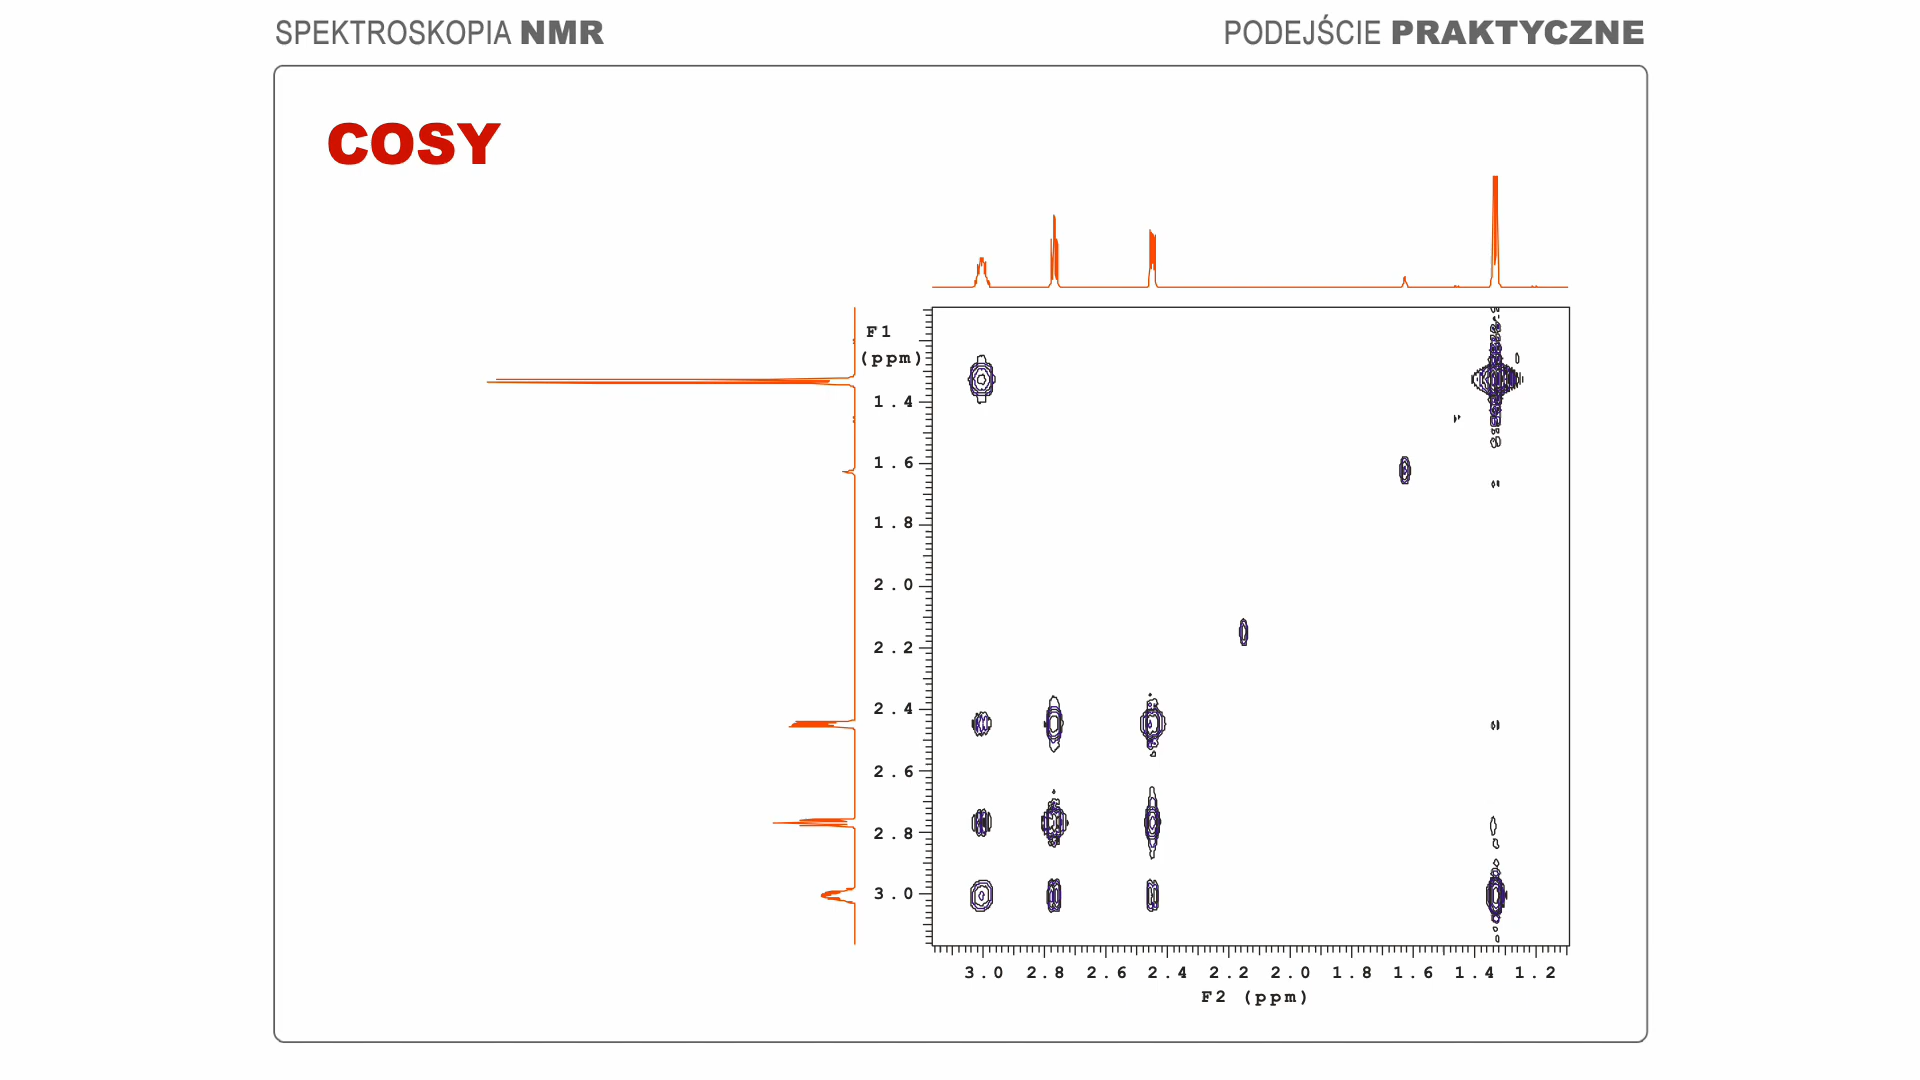 SPEKTROSKOPIA NMR
PODEJŚCIE PRAKTYCZNE
COSY
F1
(ppm)
1.4
1.6
1.8
2.0
2.2
2.4
2.6
2.8
3.0
3.0 2.8 2.6 2.4 2.2 2.0 1.8 1.6 1.4 1.2
F2 (ppm)